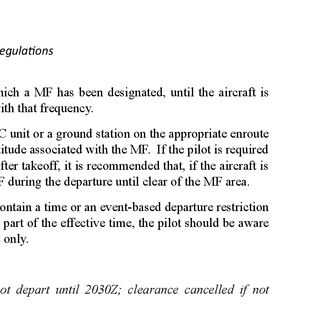 egulations
hich a MF has been designated, until the aircraft is
ith that frequency.
C unit or a ground station on the appropriate enroute
itude associated with the MF. If the pilot is required
fter takeoff, it is recommended that, if the aircraft is
F during the departure until clear of the MF area.
ontain a time or an event-based departure restriction
part of the effective time, the pilot should be aware
only.
ot depart until 2030Z; clearance cancelled if not